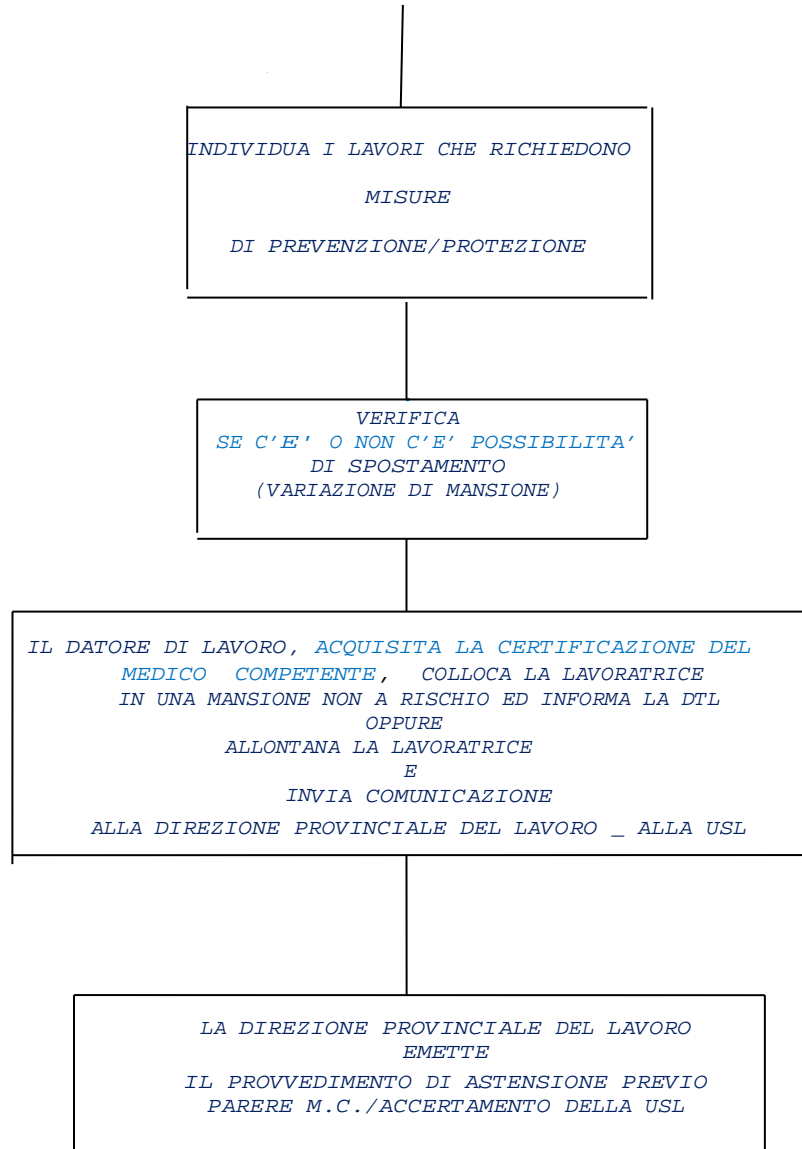 INDIVIDUA I LAVORI CHE RICHIEDONO
MISURE
DI PREVENZIONE/PROTEZIONE
VERIFICA
SE C’E' O NON C’E’ POSSIBILITA’
DI SPOSTAMENTO
(VARIAZIONE DI MANSIONE)
IL DATORE DI LAVORO, ACQUISITA LA CERTIFICAZIONE DEL
MEDICO COMPETENTE, COLLOCA LA LAVORATRICE
IN UNA MANSIONE NON A RISCHIO ED INFORMA LA DTL
OPPURE
ALLONTANA LA LAVORATRICE
E
INVIA COMUNICAZIONE
ALLA DIREZIONE PROVINCIALE DEL LAVORO _ ALLA USL
LA DIREZIONE PROVINCIALE DEL LAVORO
EMETTE
IL PROVVEDIMENTO DI ASTENSIONE PREVIO
PARERE M.C./ACCERTAMENTO DELLA USL